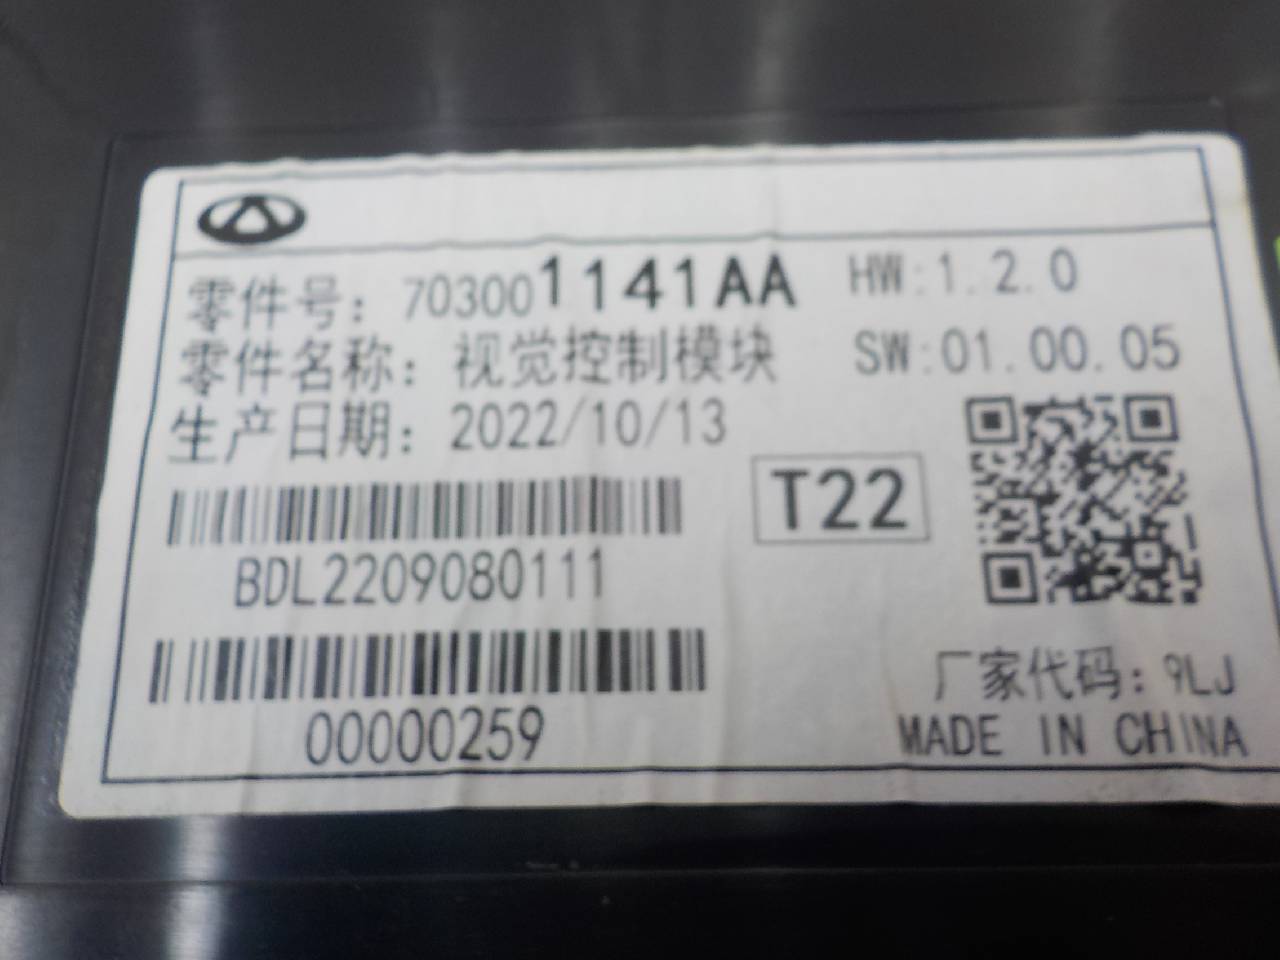 零件号：703001141AA HW:1.2.0
零件名称：视觉控制模块 SW:01.00.05
生产日期：2022/10/13
T22
BDL2209080111
00000259
厂家代码：9LJ
MADE IN CHINA